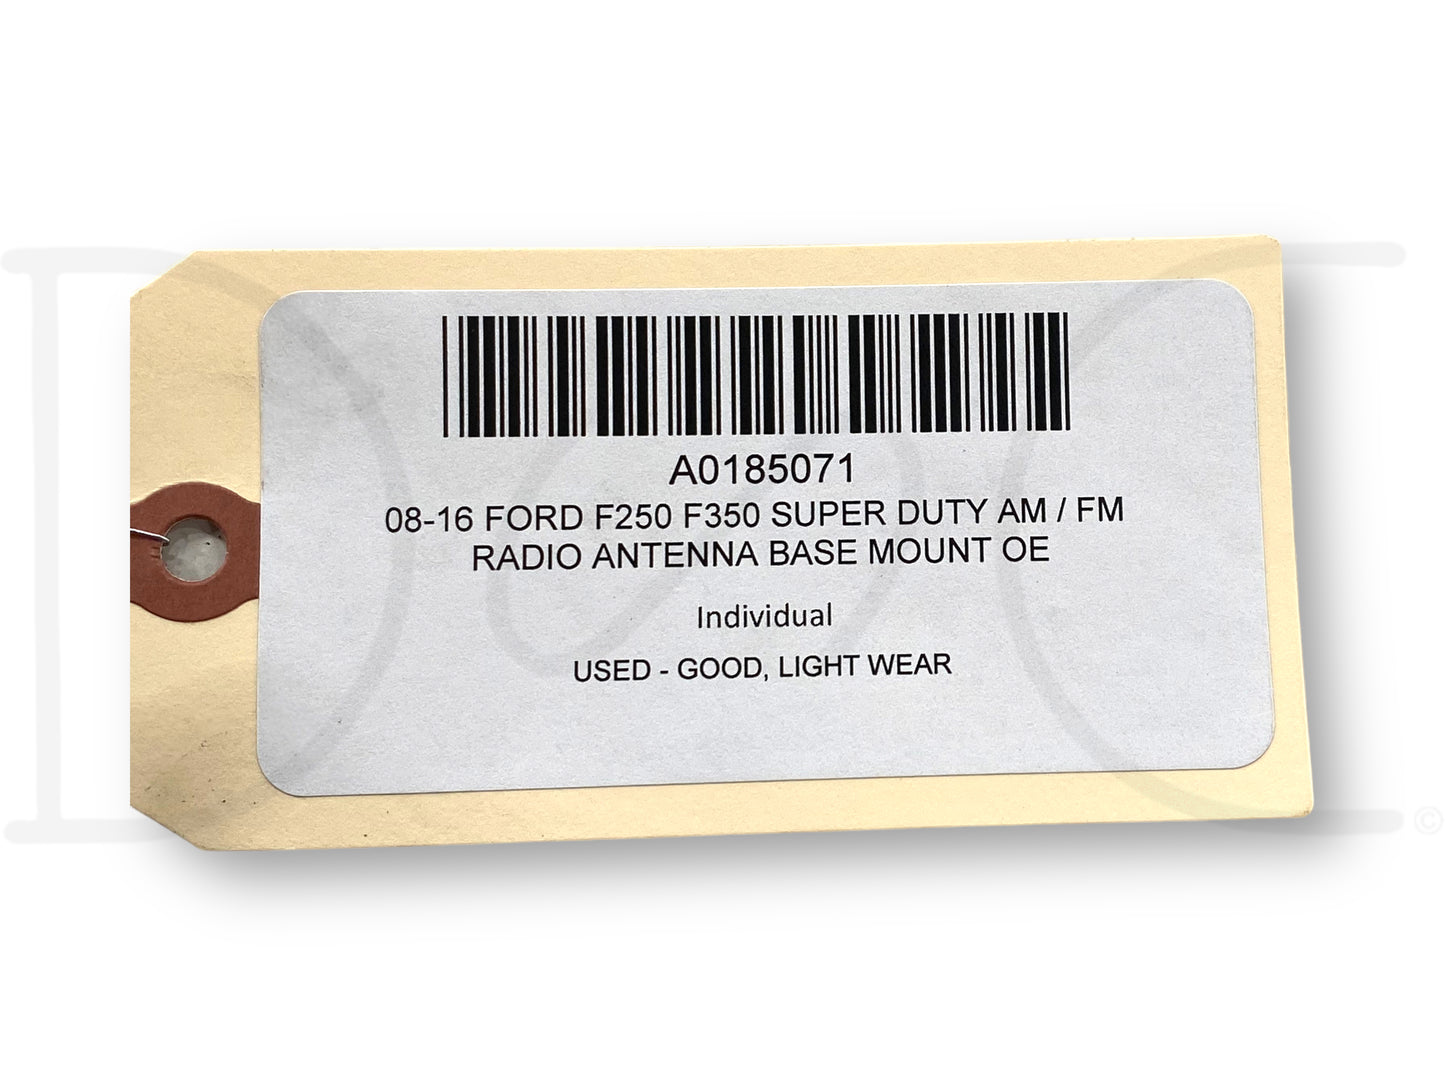 A0185071
08-16 FORD F250 F350 SUPER DUTY AM / FM
RADIO ANTENNA BASE MOUNT OE
Individual
USED - GOOD, LIGHT WEAR